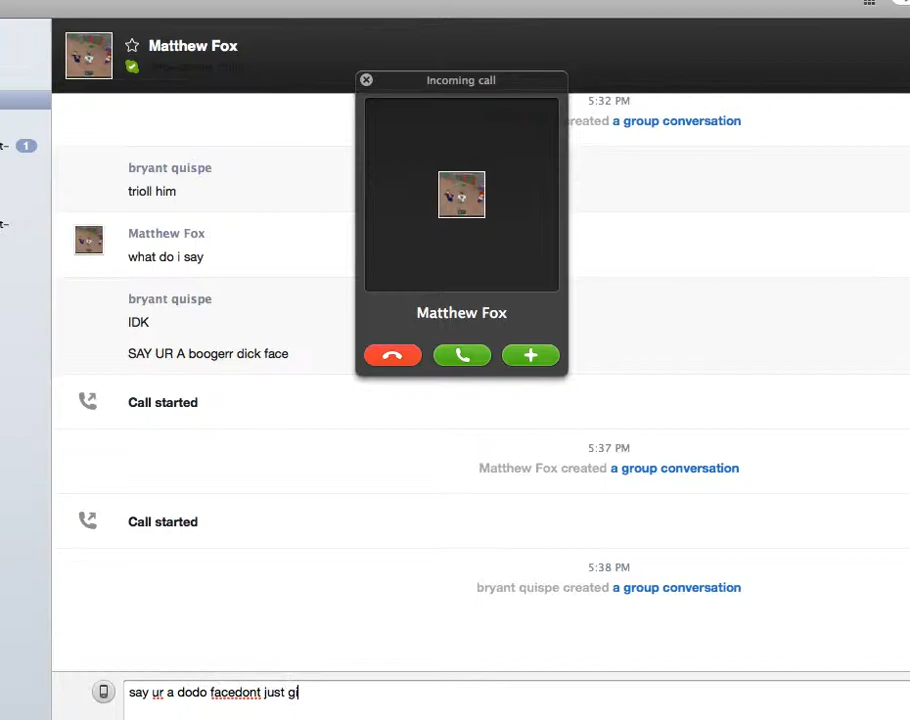 Matthew Fox
Incoming call
5:32 PM
created a group conversation
t-
1
bryant quispe
trioll him
Matthew Fox
what do i say
t-
bryant quispe
IDK
SAY UR A boogerr dick face
Matthew Fox
Call started
5:37 PM
Matthew Fox created a group conversation
Call started
5:38 PM
bryant quispe created a group conversation
say ur a dodo facedont just gi